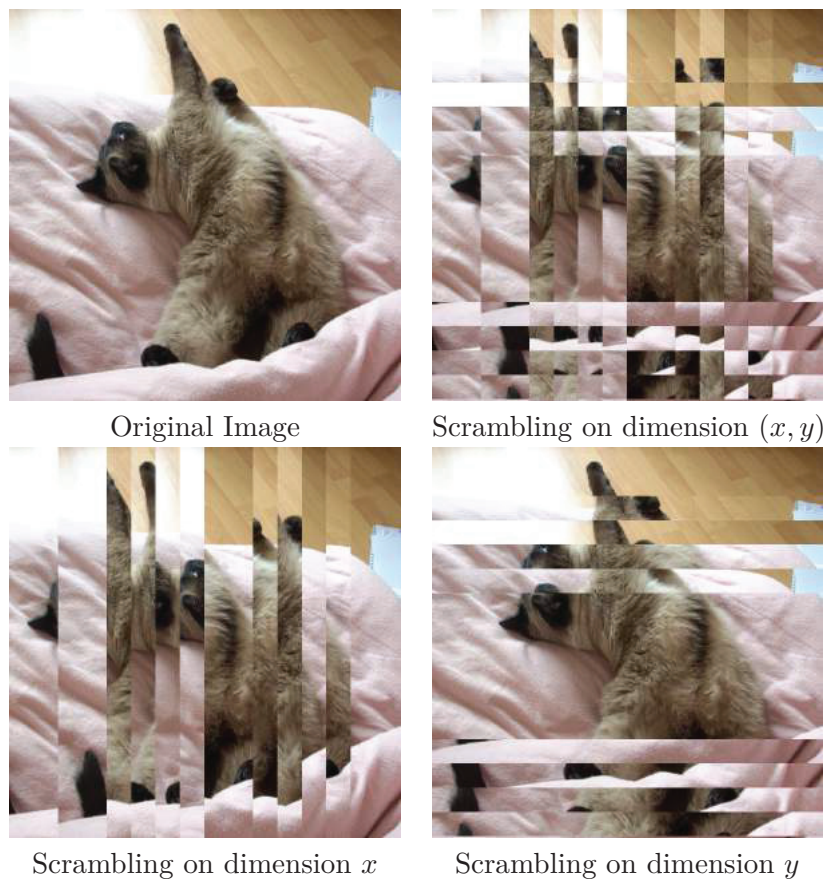 Original Image
Scrambling on dimension (x, y)
Scrambling on dimension x
Scrambling on dimension y